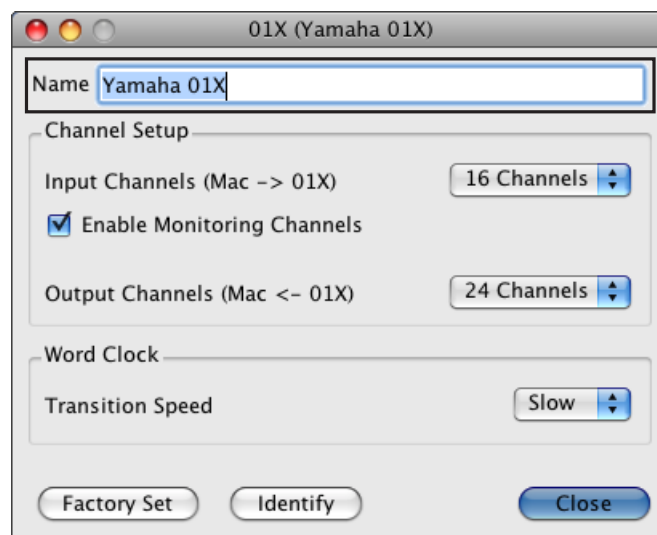 01X (Yamaha 01X)
Name Yamaha 01X
Channel Setup
Input Channels (Mac -> 01X) 16 Channels
Enable Monitoring Channels
Output Channels (Mac <- 01X) 24 Channels
Word Clock
Transition Speed Slow
Factory Set Identify Close